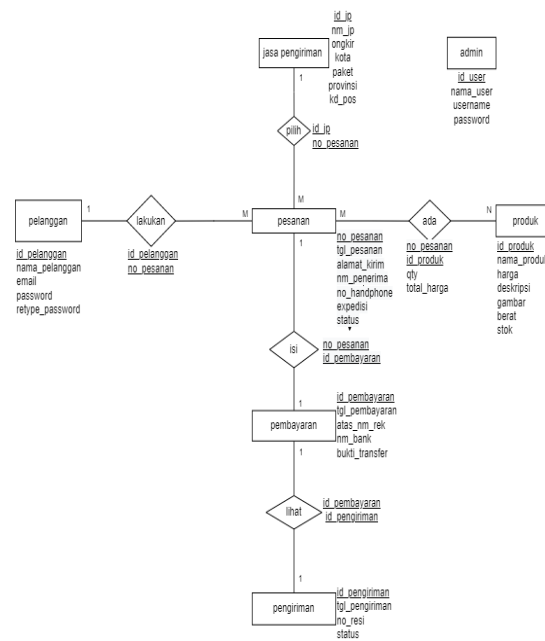 id_jp
nm_jp
ongkir
kota
paket
provinsi
kd_pos
jasa pengiriman
admin
id_user
nama_user
username
password
1
pilih
id_jp
no_pesanan
M
pelanggan
1
lakukan
M
pesanan
M
ada
N
produk
id_pelanggan
nama_pelanggan
email
password
retype_password
id_pelanggan
no_pesanan
1
no_pesanan
tgl_pesanan
alamat_kirim
nm_penerima
no_handphone
expedisi
status
no_pesanan
id_produk
qty
total_harga
id_produk
nama_produk
harga
deskripsi
gambar
berat
stok
isi
no_pesanan
id_pembayaran
1
pembayaran
id_pembayaran
tgl_pembayaran
atas_nm_rek
nm_bank
bukti_transfer
1
lihat
id_pembayaran
id_pengiriman
1
pengiriman
id_pengiriman
tgl_pengiriman
no_resi
status